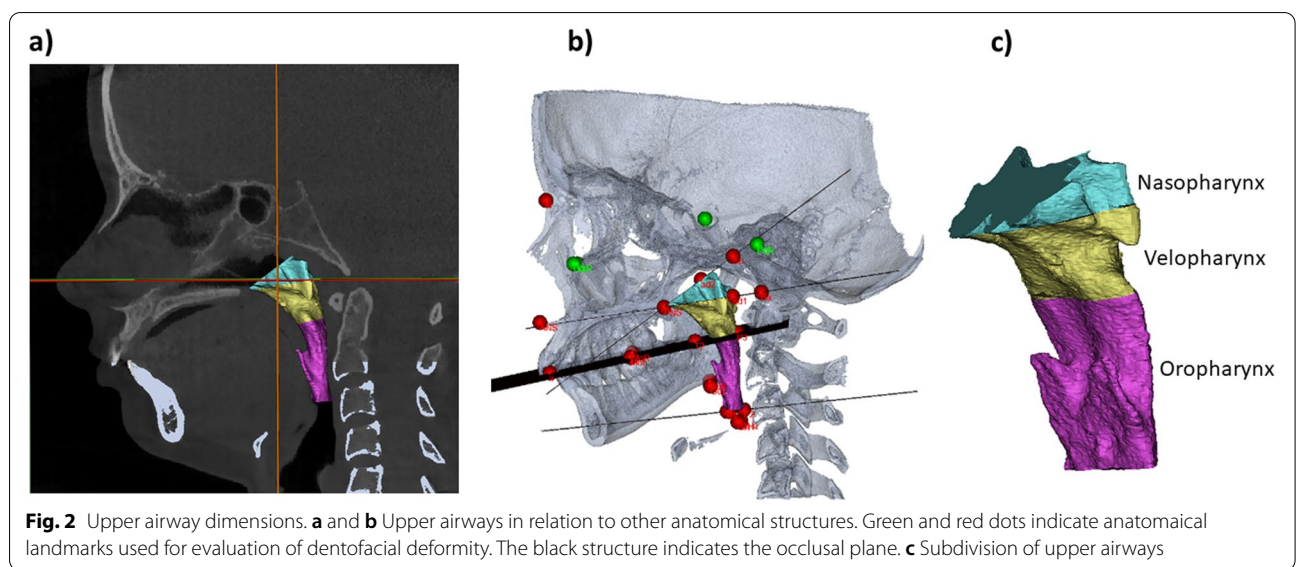 a)
b)
c)
Nasopharynx
Velopharynx
Oropharynx
Fig. 2 Upper airway dimensions. a and b Upper airways in relation to other anatomical structures. Green and red dots indicate anatomaical
landmarks used for evaluation of dentofacial deformity. The black structure indicates the occlusal plane. c Subdivision of upper airways